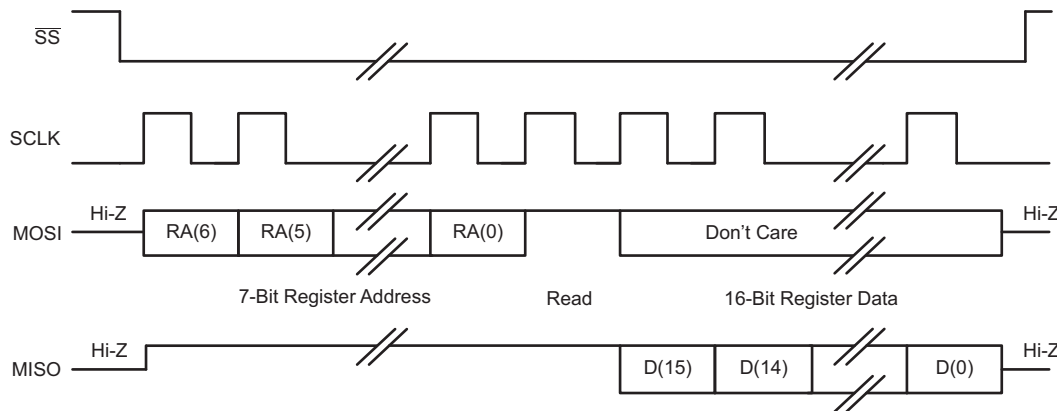 SS
SCLK
Hi-Z Hi-Z
MOSI RA(6) RA(5) RA(0) Don't Care
7-Bit Register Address Read 16-Bit Register Data
Hi-Z Hi-Z
MISO D(15) D(14) D(0)